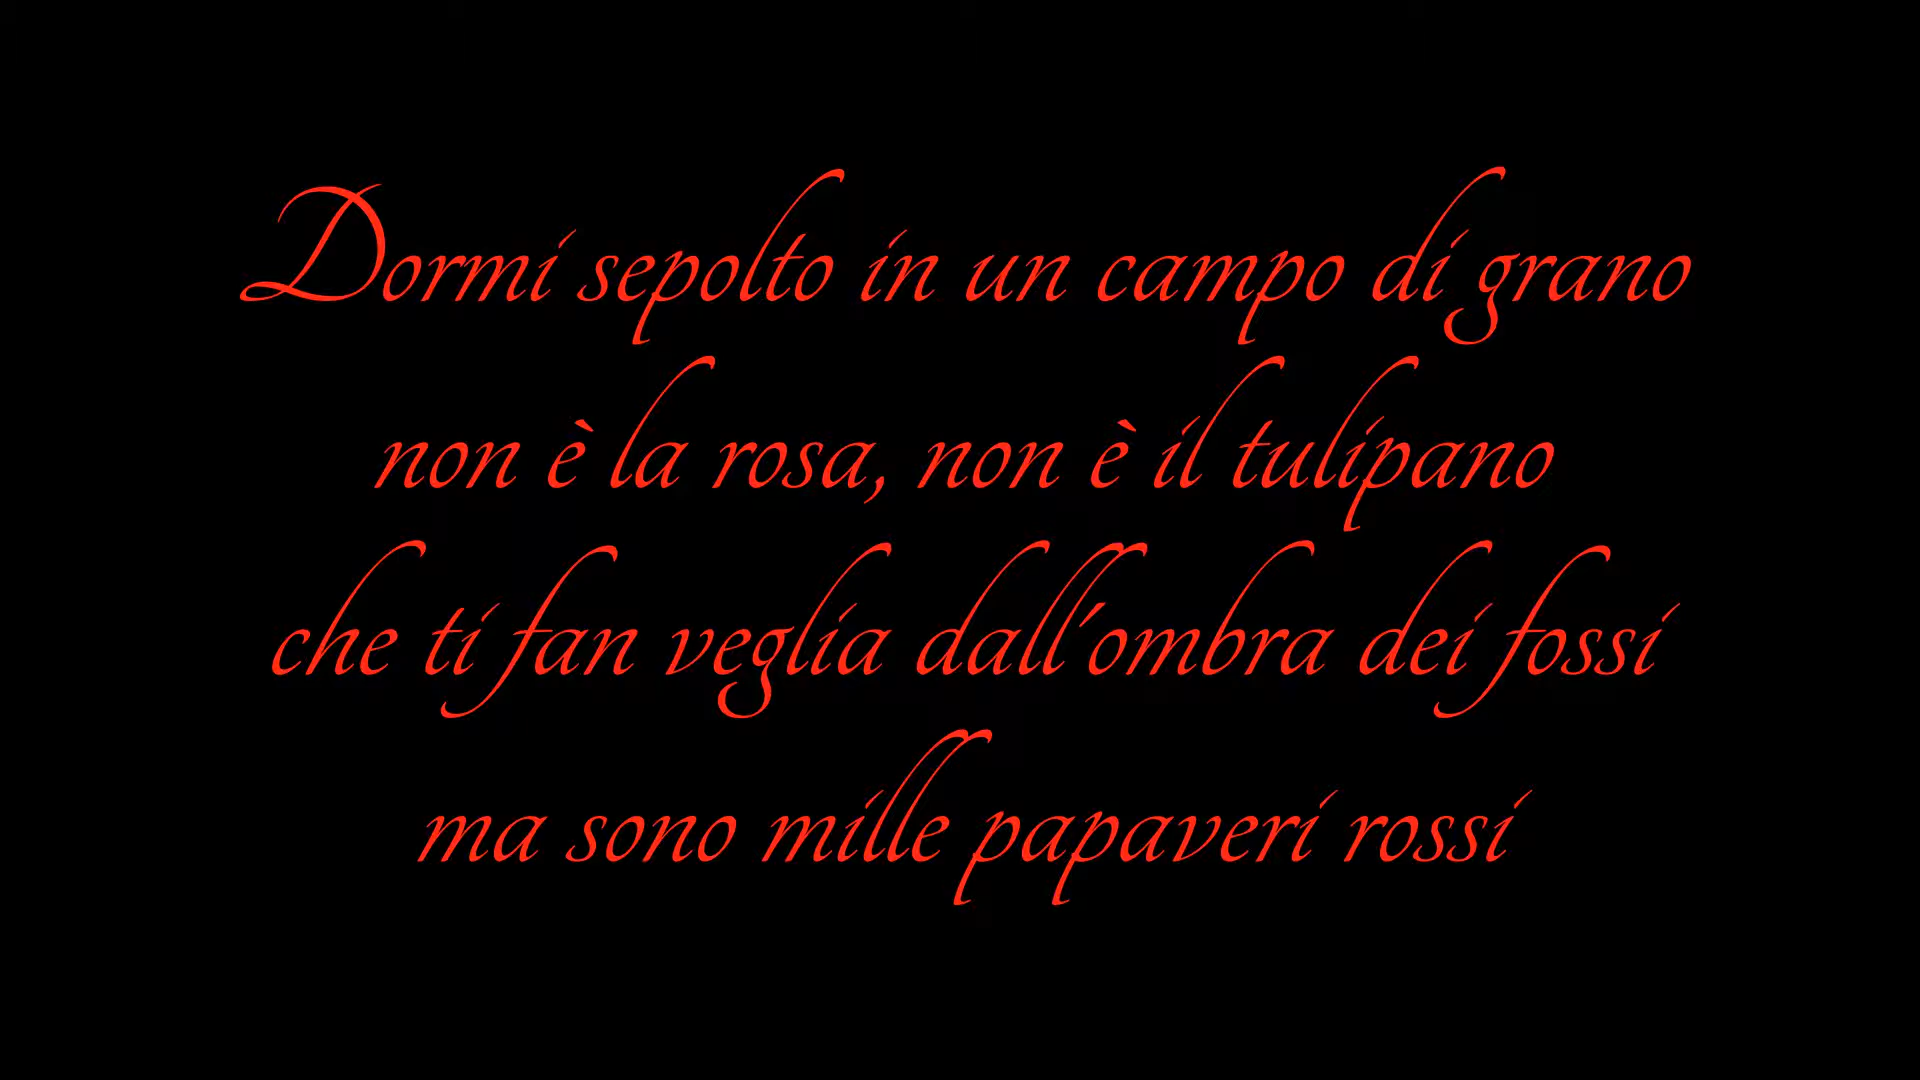 Dormi sepolto in un campo di grano
non è la rosa, non è il tulipano
che ti fan veglia dall'ombra dei fossi
ma sono mille papaveri rossi